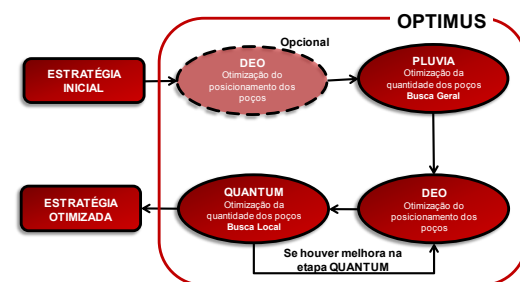 OPTIMUS
Opcional
ESTRATÉGIA
INICIAL
DEO
Otimização do
posicionamento dos
poços
PLUVIA
Otimização da
quantidade dos poços
Busca Geral
ESTRATÉGIA
OTIMIZADA
QUANTUM
Otimização da
quantidade dos poços
Busca Local
DEO
Otimização do
posicionamento dos
poços
Se houver melhora na
etapa QUANTUM